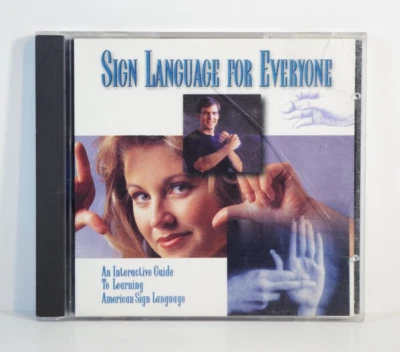 SIGN LANGUAGE FOR EVERYONE
An Interactive Guide
To Learning
American Sign Language